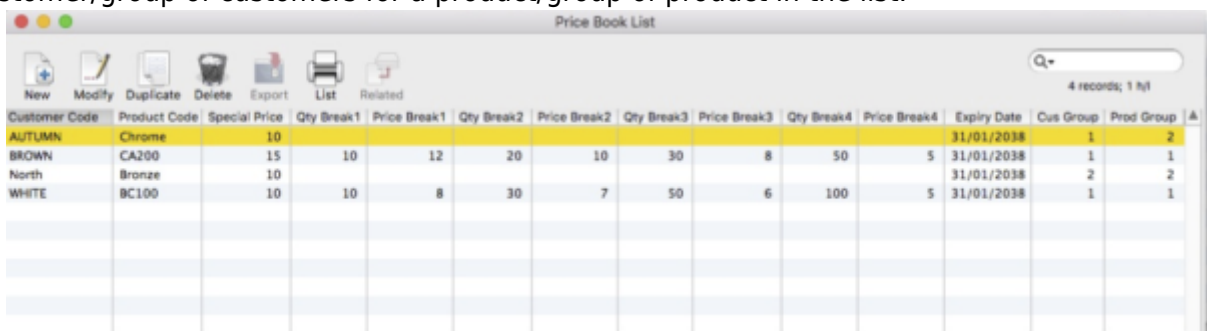 stomer/group of customers for a product/group of product in the list.
Price Book List
New Modify Duplicate Delete Export List Related
4 records; 1 h/l
Customer Code Product Code Special Price Qty Break1 Price Break1 Qty Break2 Price Break2 Qty Break3 Price Break3 Qty Break4 Price Break4 Expiry Date Cus Group Prod Group
AUTUMN Chrome 10 31/01/2038 1 2
BROWN CA200 15 10 12 20 10 30 8 50 5 31/01/2038 1 1
North Bronze 10 31/01/2038 2 2
WHITE BC100 10 10 8 30 7 50 6 100 5 31/01/2038 1 1